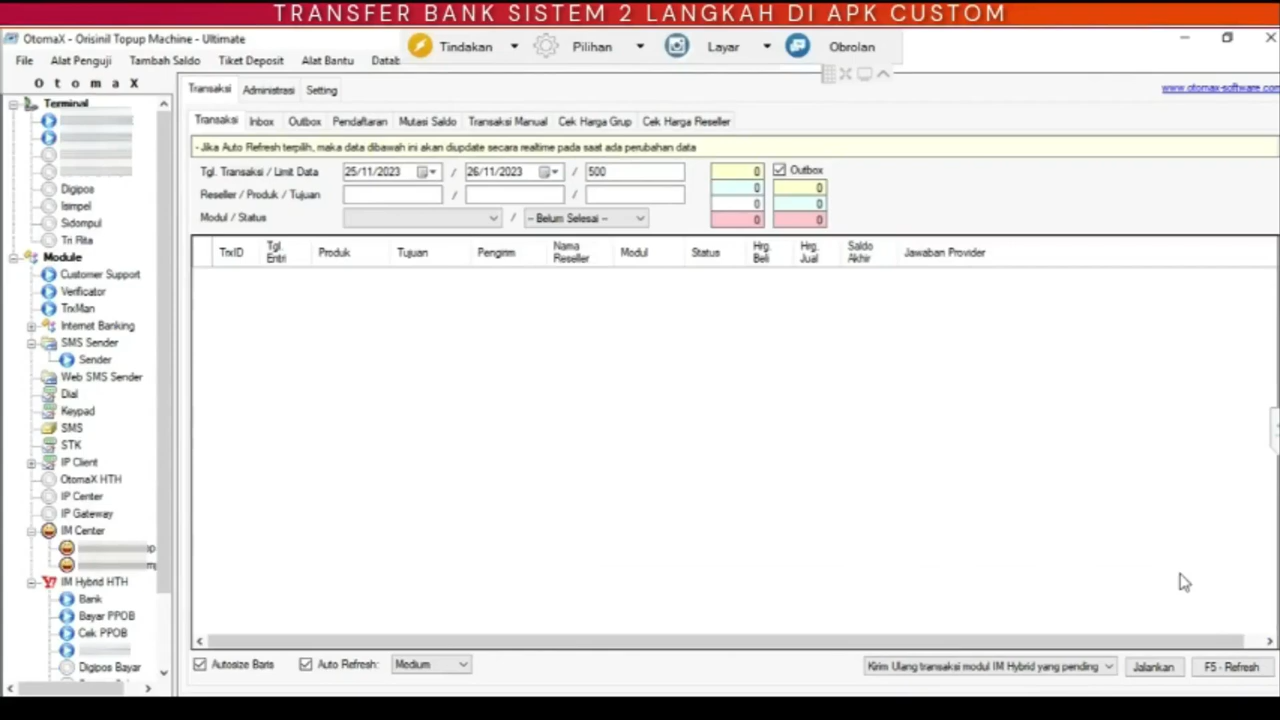 TRANSFER BANK SISTEM 2 LANGKAH DI APK CUSTOM
OtomaX - Orisinil Topup Machine - Ultimate
Tindakan Pilihan Layar Obrolan
File Alat Penguji Tambah Saldo Tiket Deposit Alat Bantu Datab
O t o m a X
Transaksi Administrasi Setting
www.otomax-software.com
Terminal
Digipos
Isimpel
Sidompul
Tri Rita
Module
Customer Support
Verificator
TrxMan
Internet Banking
SMS Sender
Sender
Web SMS Sender
Dial
Keypad
SMS
STK
IP Client
OtomaX HTH
IP Center
IP Gateway
IM Center
IM Hybrid HTH
Bank
Bayar PPOB
Cek PPOB
Digipos Bayar
Transaksi Inbox Outbox Pendaftaran Mutasi Saldo Transaksi Manual Cek Harga Grup Cek Harga Reseller
- Jika Auto Refresh terpilih, maka data dibawah ini akan diupdate secara realtime pada saat ada perubahan data
Tgl. Transaksi / Limit Data 25/11/2023 / 26/11/2023 / 500 0 Outbox
Reseller / Produk / Tujuan / / 0 0
0 0
Modul / Status / -- Belum Selesai -- 0 0
TrxID Tgl. Entri Produk Tujuan Pengirim Nama Reseller Modul Status Hrg. Beli Hrg. Jual Saldo Akhir Jawaban Provider
Autosize Baris Auto Refresh: Medium Kirim Ulang transaksi modul IM Hybrid yang pending Jalankan F5 - Refresh